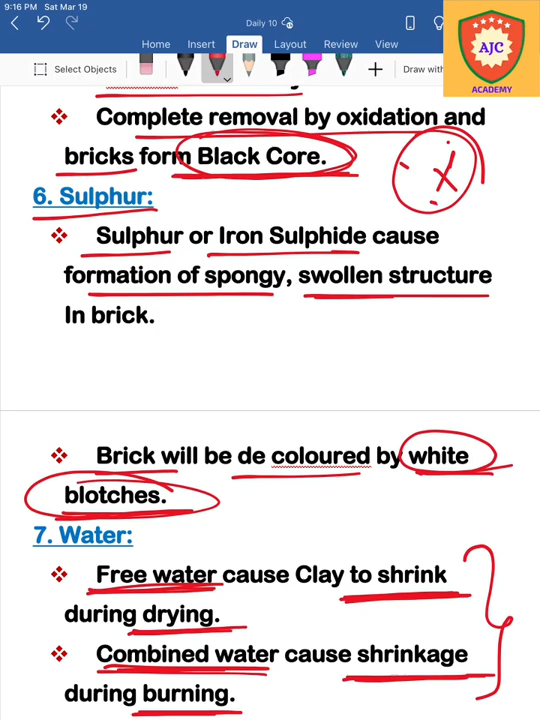 9:16 PM Sat Mar 19
Daily 10
Home Insert Draw Layout Review View
AJC
ACADEMY
Select Objects
Draw with
Complete removal by oxidation and
bricks form Black Core.
6. Sulphur:
Sulphur or Iron Sulphide cause
formation of spongy, swollen structure
In brick.
Brick will be de coloured by white
blotches.
7. Water:
Free water cause Clay to shrink
during drying.
Combined water cause shrinkage
during burning.